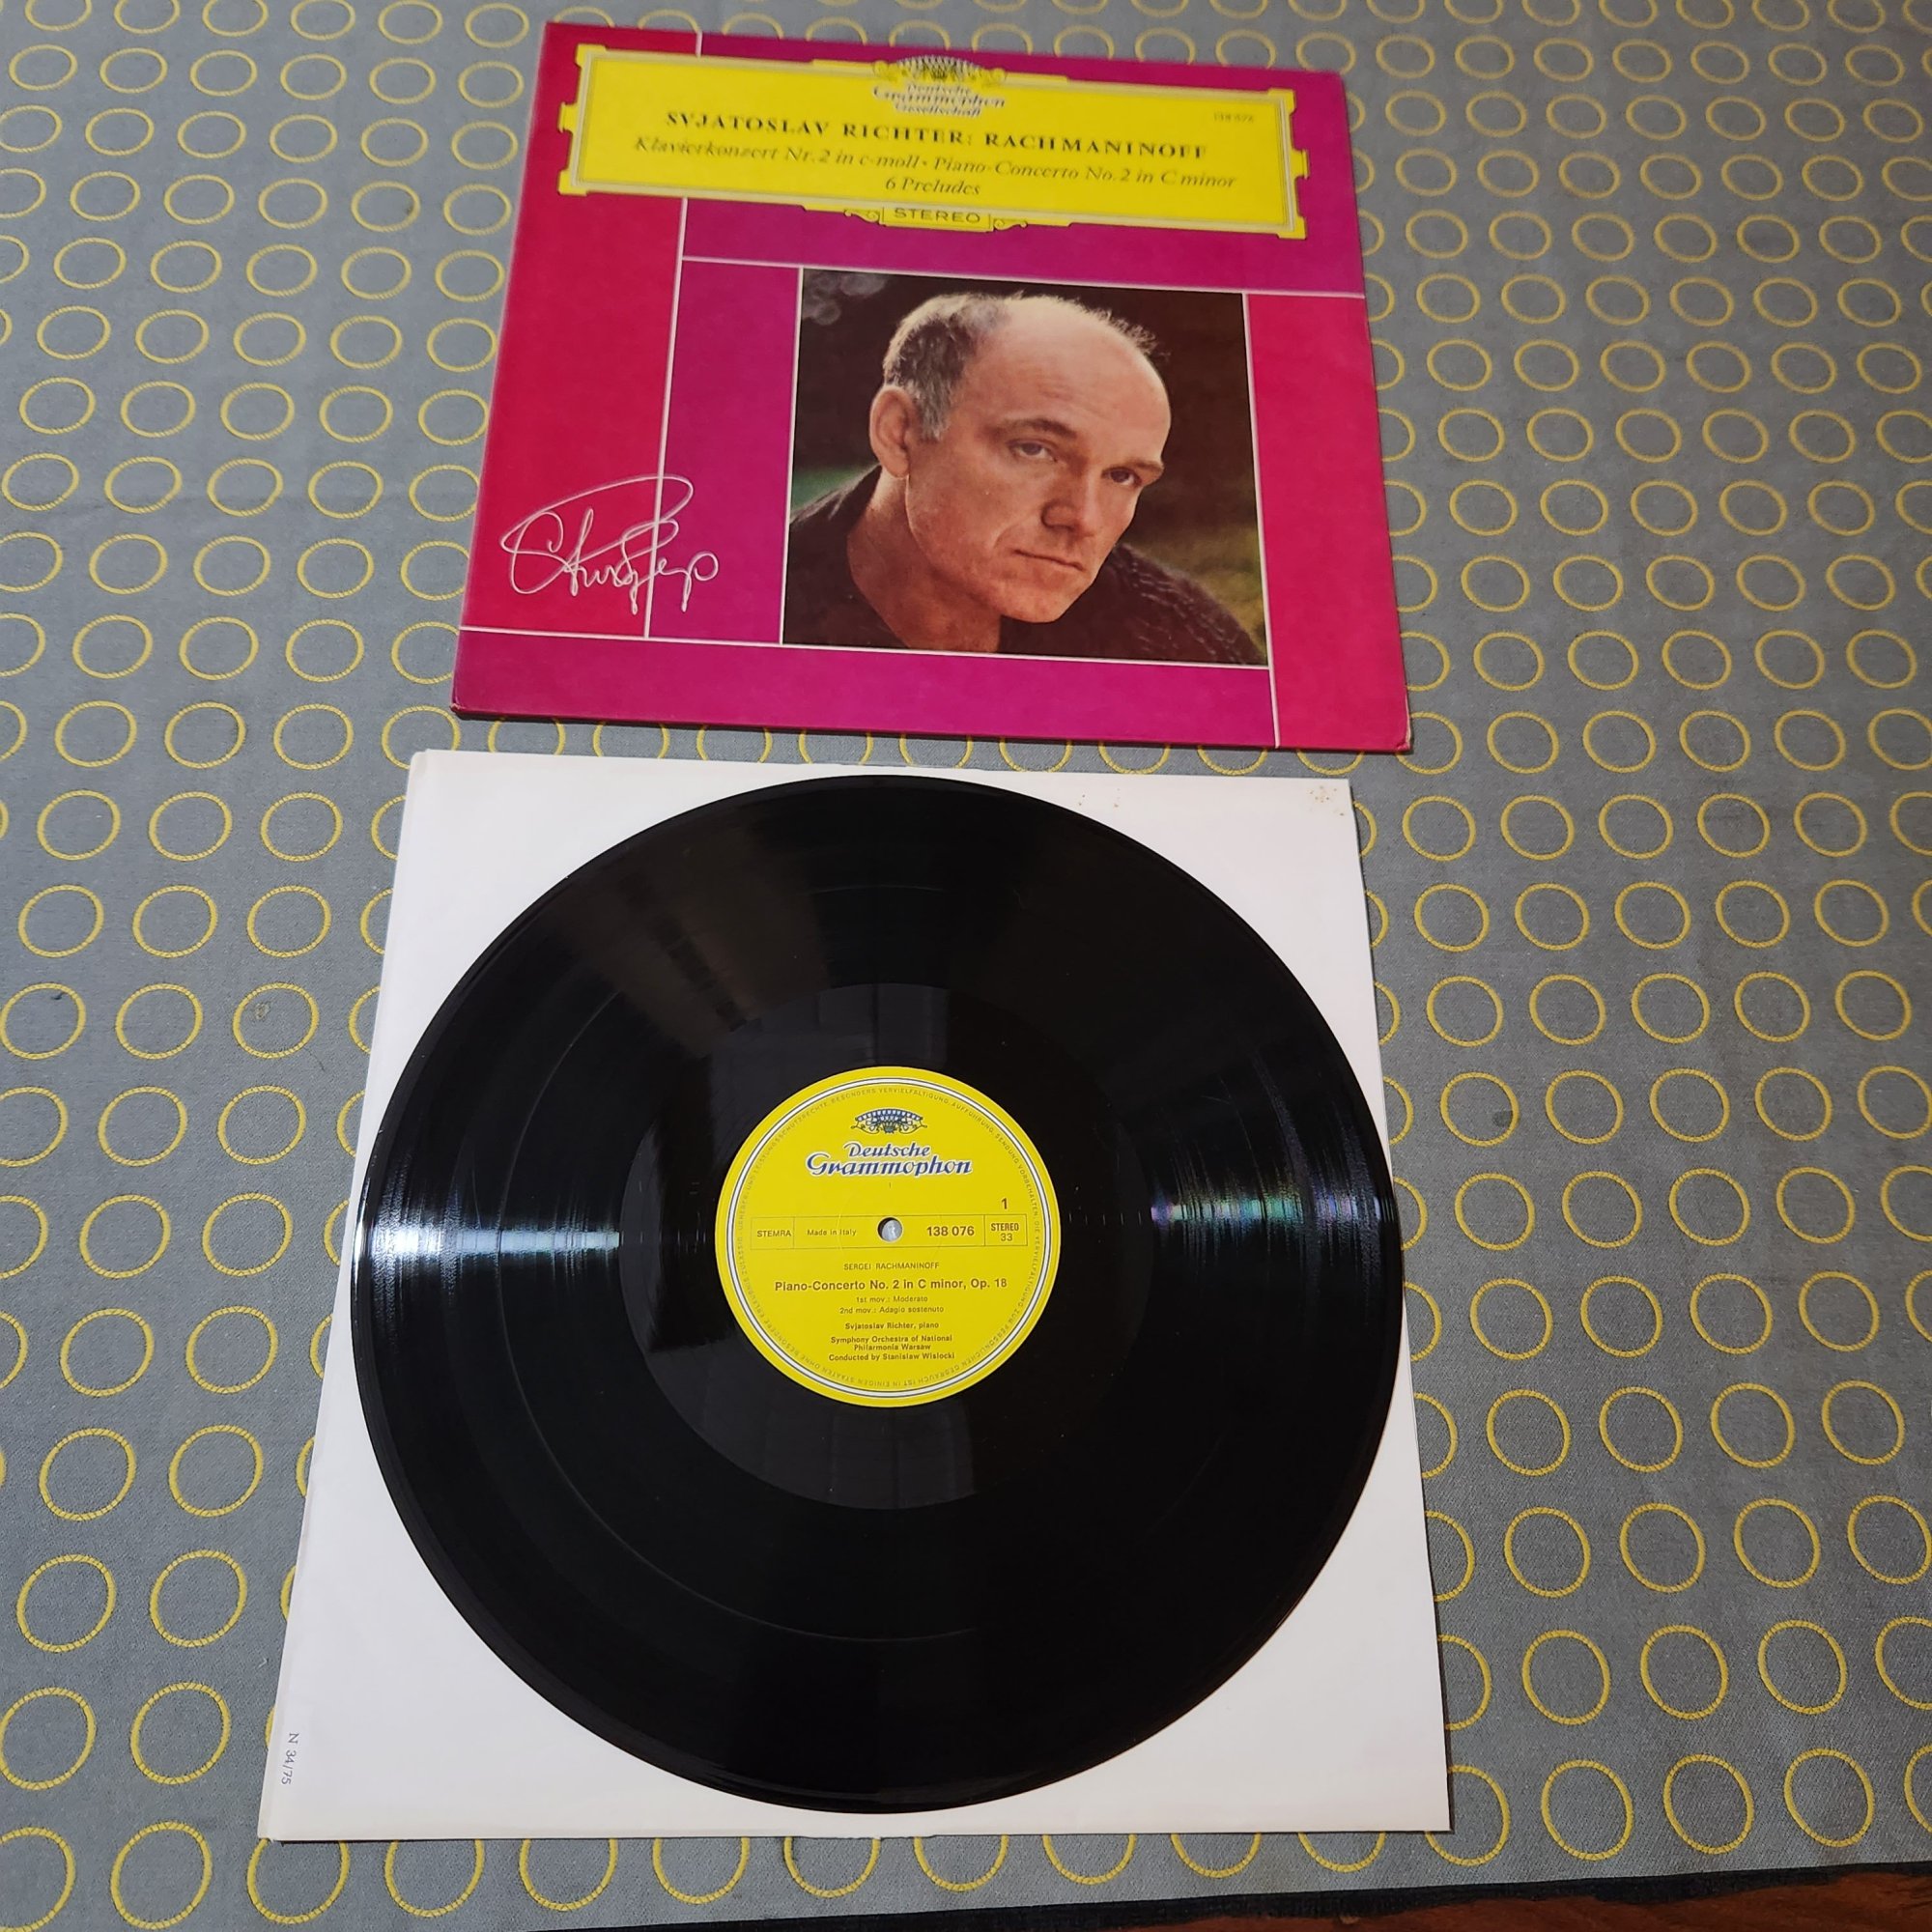 Deutsche
Grammophon
Gesellschaft
138 076
SVJATOSLAV RICHTER: RACHMANINOFF
Klavierkonzert Nr. 2 in c-moll · Piano-Concerto No. 2 in C minor
6 Preludes
STEREO
Deutsche
Grammophon
1
STEMRA Made in Italy 138 076 STEREO 33
SERGEI RACHMANINOFF
Piano-Concerto No. 2 in C minor, Op. 18
1st mov.: Moderato
2nd mov.: Adagio sostenuto
Svjatoslav Richter, piano
Symphony Orchestra of National
Philarmonia Warsaw
Conducted by Stanislaw Wislocki
N 34/75